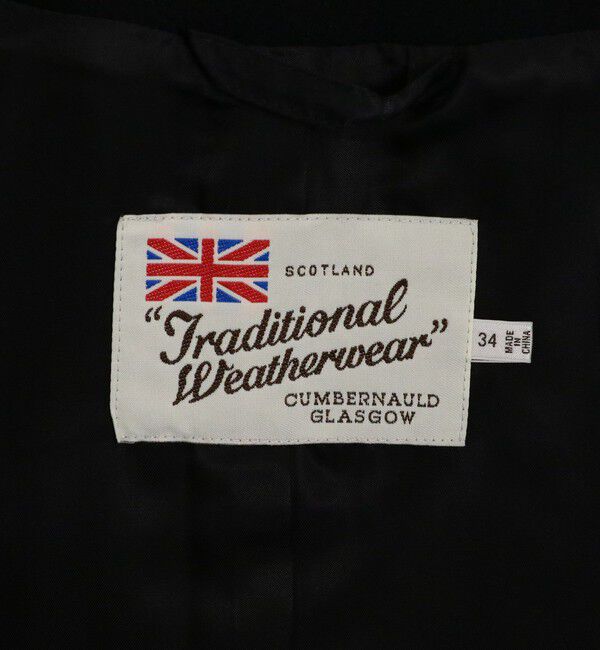 SCOTLAND
"Traditional
Weatherwear"
CUMBERNAULD
GLASGOW
34
MADE
IN
CHINA